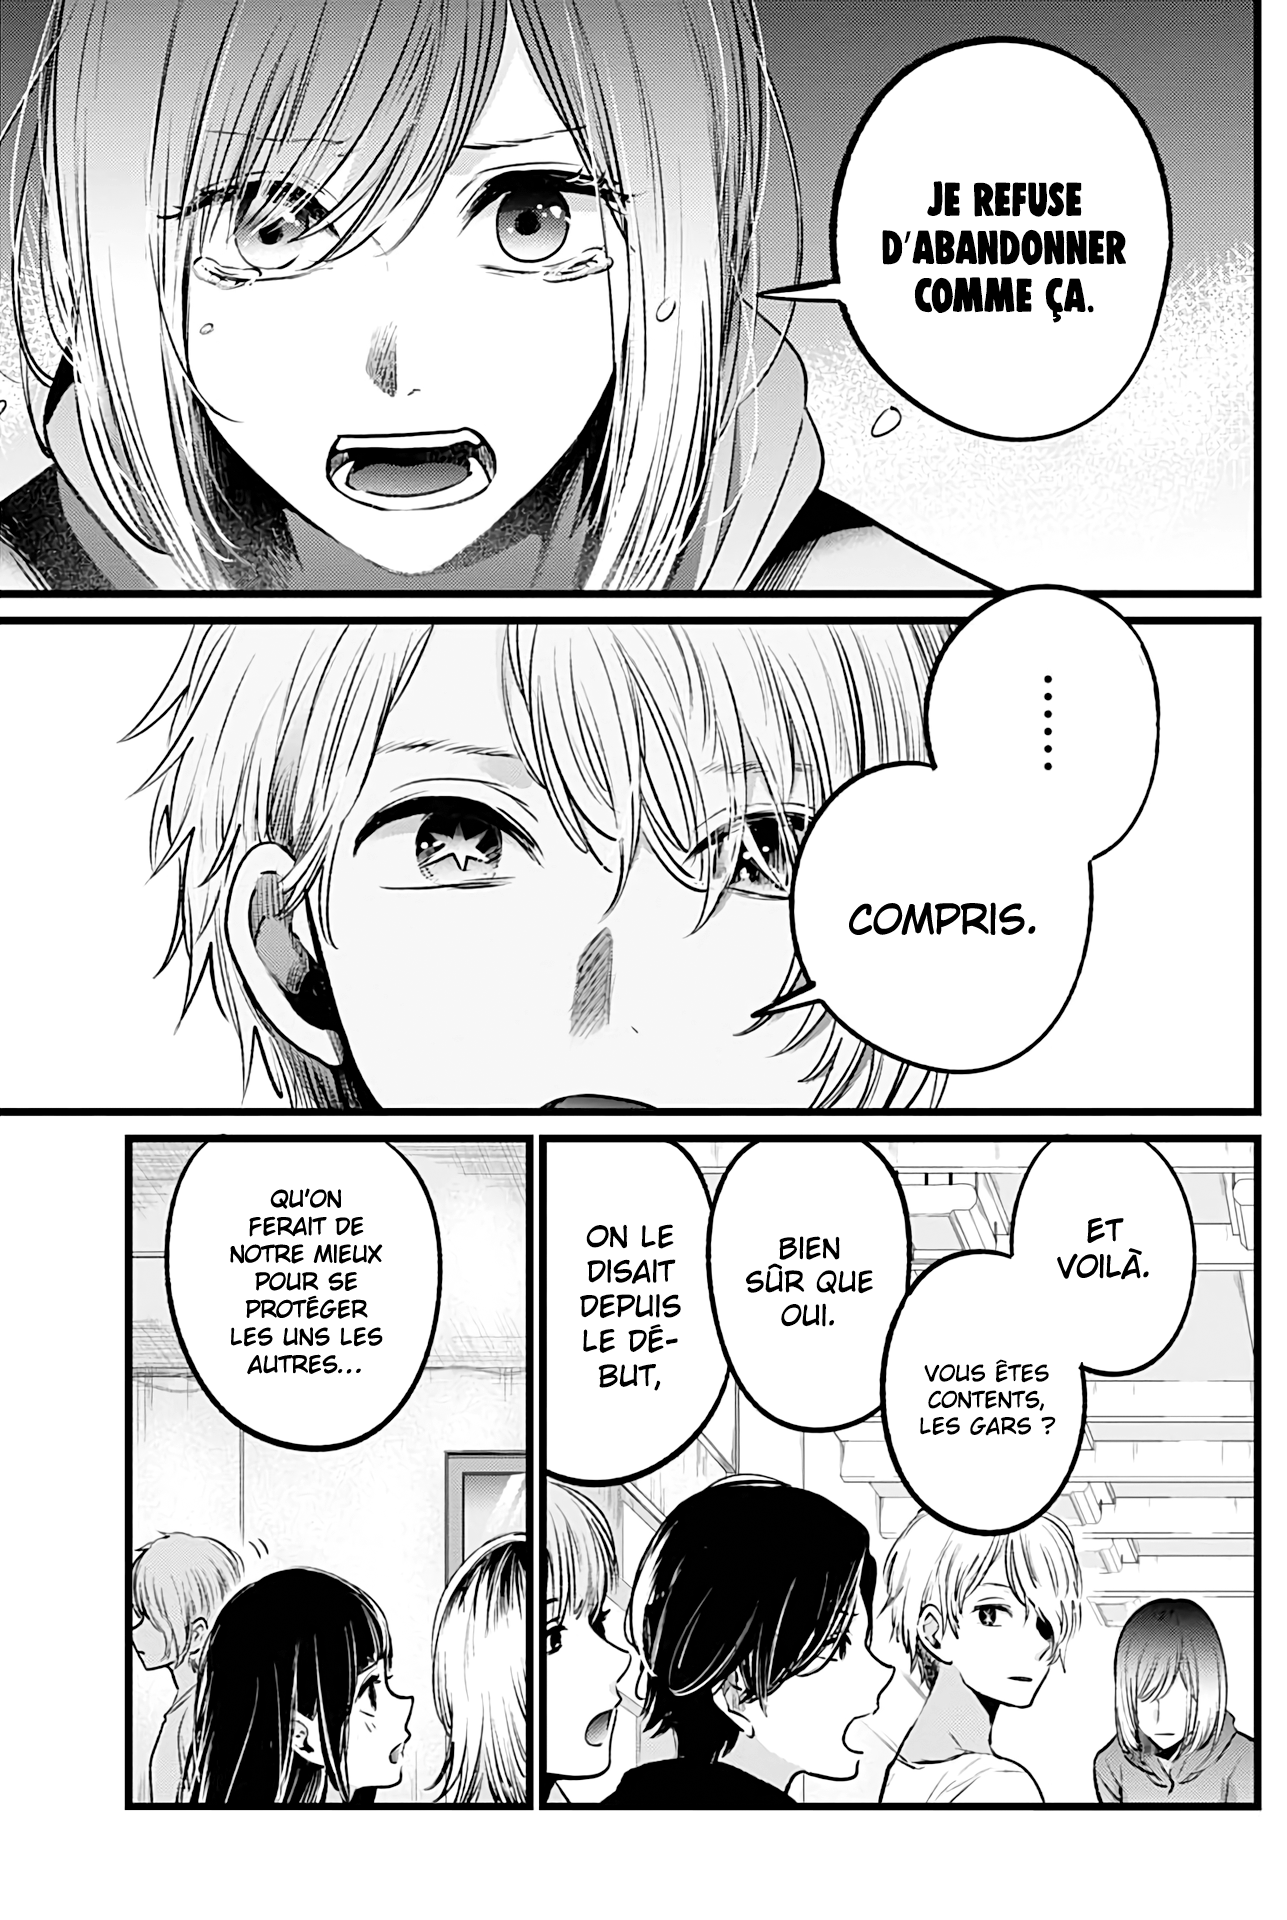 JE REFUSE
D'ABANDONNER
COMME ÇA.
......
COMPRIS.
ET
VOILÀ.
VOUS ÊTES
CONTENTS,
LES GARS ?
BIEN
SÛR QUE
OUI.
ON LE
DISAIT
DEPUIS
LE DÉ-
BUT,
QU'ON
FERAIT DE
NOTRE MIEUX
POUR SE
PROTÉGER
LES UNS LES
AUTRES...